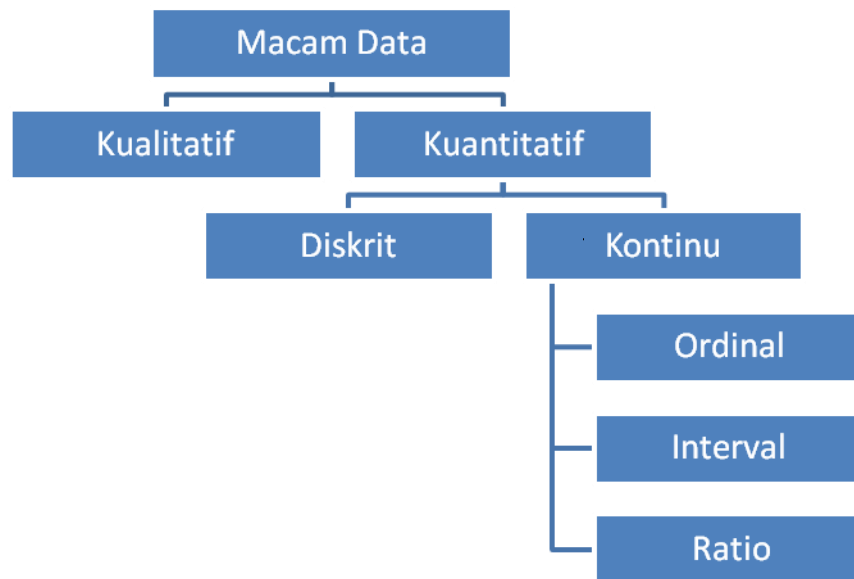 Macam Data
Kualitatif
Kuantitatif
Diskrit
Kontinu
Ordinal
Interval
Ratio